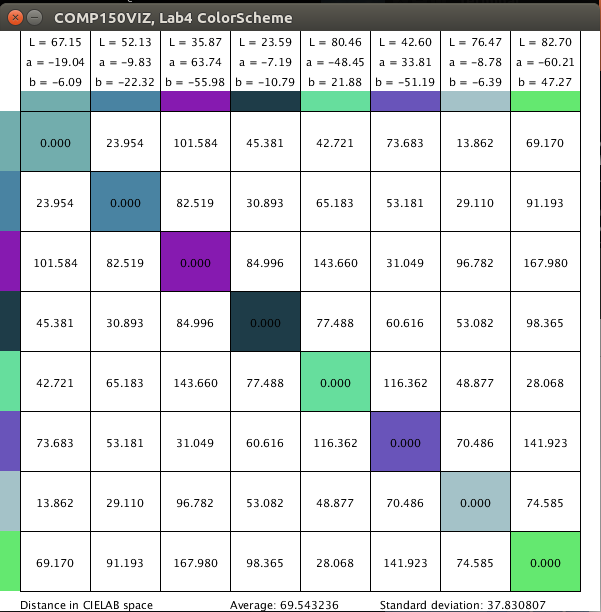 COMP150VIZ, Lab4 ColorScheme
L = 67.15 L = 52.13 L = 35.87 L = 23.59 L = 80.46 L = 42.60 L = 76.47 L = 82.70
a = -19.04 a = -9.83 a = 63.74 a = -7.19 a = -48.45 a = 33.81 a = -8.78 a = -60.21
b = -6.09 b = -22.32 b = -55.98 b = -10.79 b = 21.88 b = -51.19 b = -6.39 b = 47.27
0.000 23.954 101.584 45.381 42.721 73.683 13.862 69.170
23.954 0.000 82.519 30.893 65.183 53.181 29.110 91.193
101.584 82.519 0.000 84.996 143.660 31.049 96.782 167.980
45.381 30.893 84.996 0.000 77.488 60.616 53.082 98.365
42.721 65.183 143.660 77.488 0.000 116.362 48.877 28.068
73.683 53.181 31.049 60.616 116.362 0.000 70.486 141.923
13.862 29.110 96.782 53.082 48.877 70.486 0.000 74.585
69.170 91.193 167.980 98.365 28.068 141.923 74.585 0.000
Distance in CIELAB space Average: 69.543236 Standard deviation: 37.830807